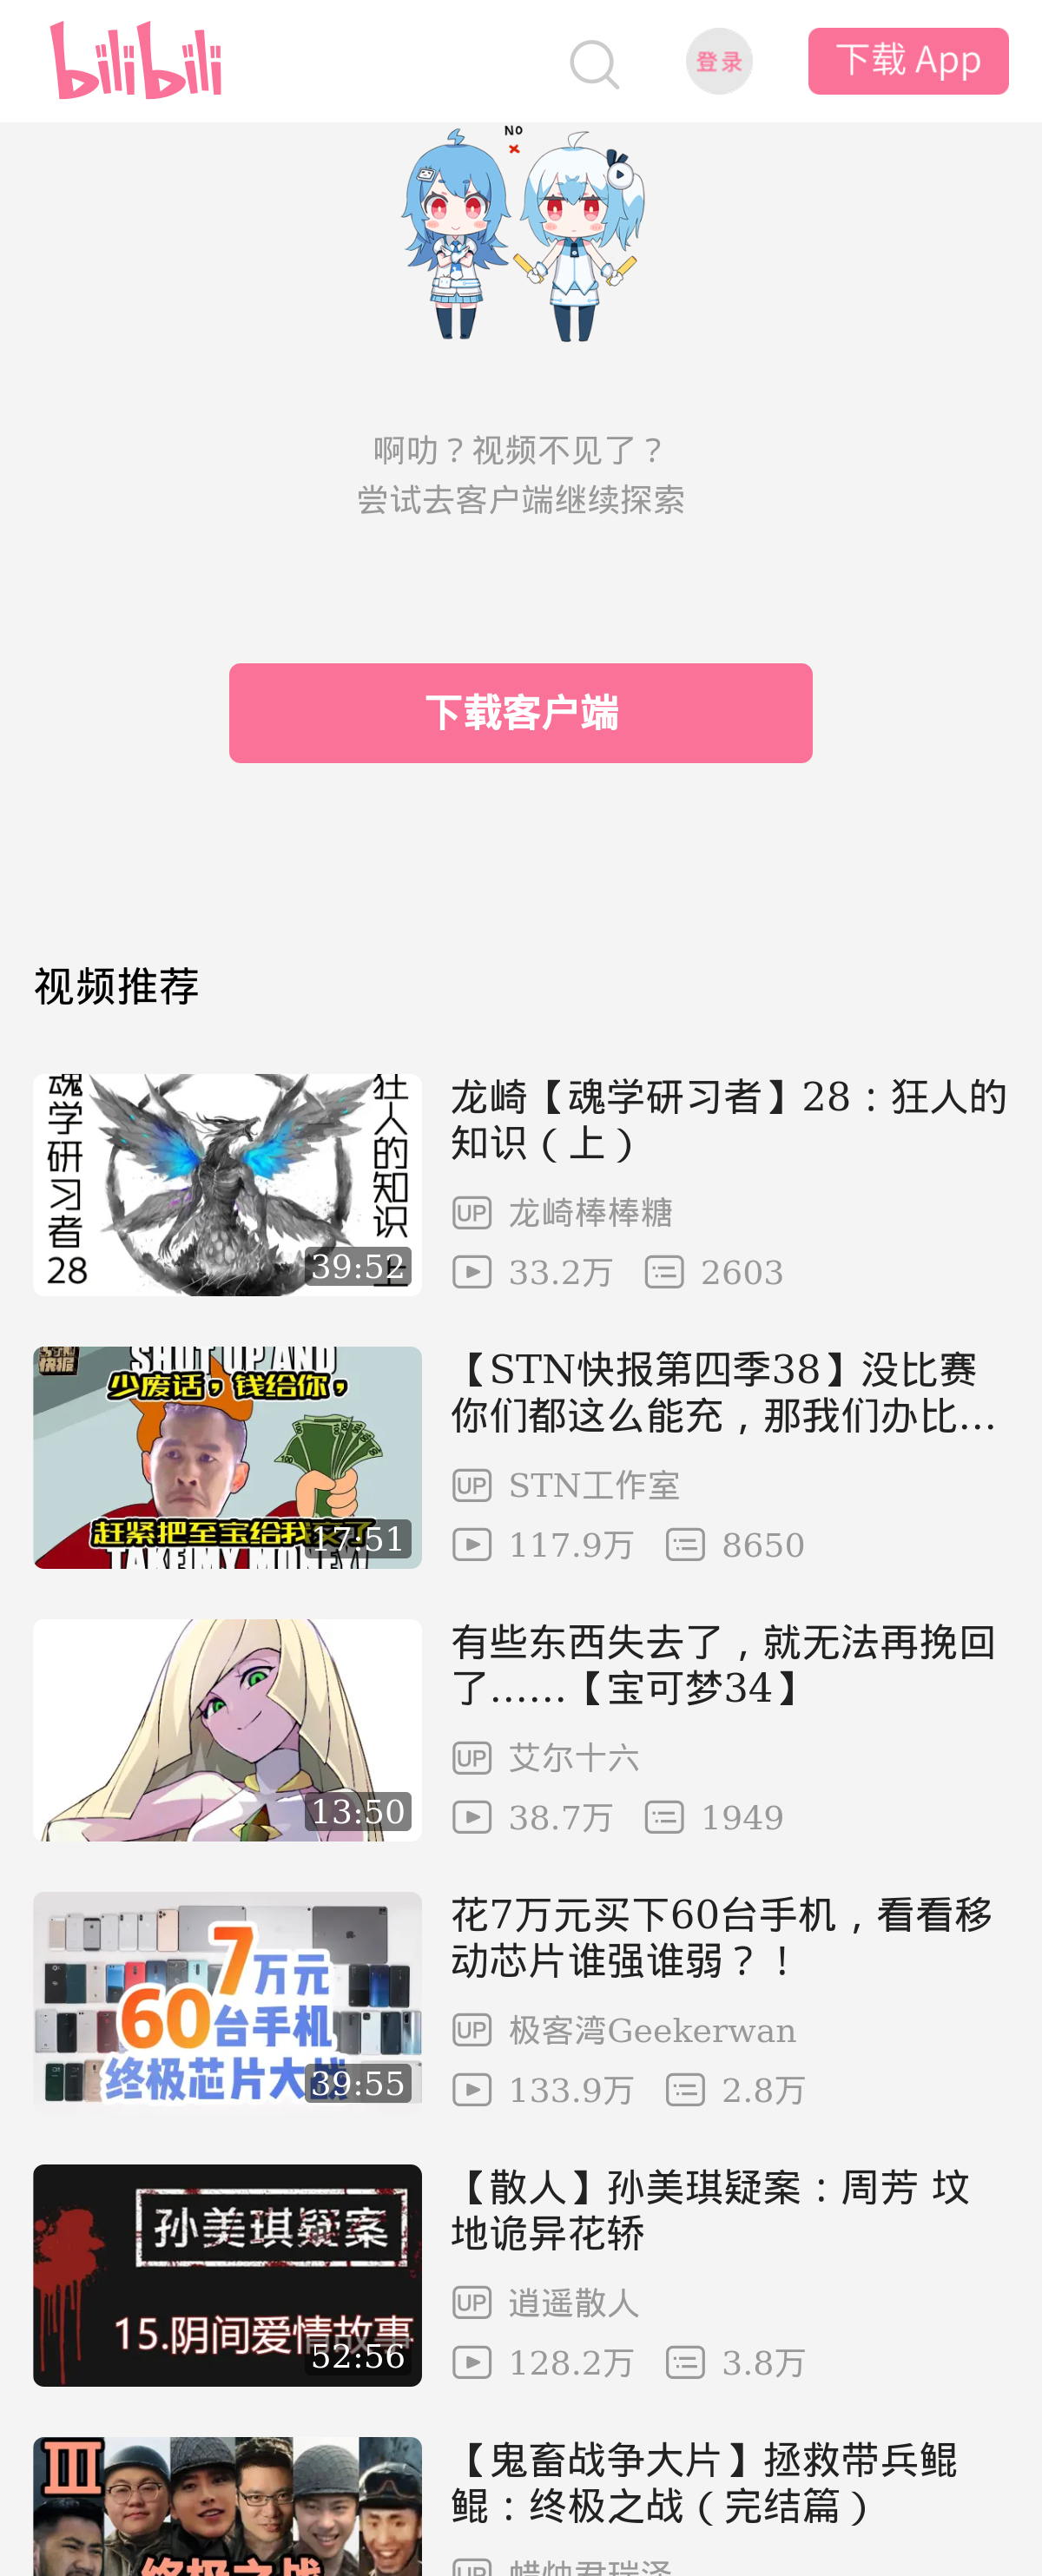 bilibili
登录
下载 App
NO
啊叻？视频不见了？
尝试去客户端继续探索
下载客户端
视频推荐
魂学研习者28
狂人的知识 上
39:52
龙崎【魂学研习者】28：狂人的
知识（上）
UP 龙崎棒棒糖
33.2万 2603
快报
SHUT UP AND
少废话，钱给你，
赶紧把至宝给我
17:51
TAKE MY MONEY!
【STN快报第四季38】没比赛
你们都这么能充，那我们办比...
UP STN工作室
117.9万 8650
13:50
有些东西失去了，就无法再挽回
了……【宝可梦34】
UP 艾尔十六
38.7万 1949
7万元
60台手机
终极芯片大战
39:55
花7万元买下60台手机，看看移
动芯片谁强谁弱？！
UP 极客湾Geekerwan
133.9万 2.8万
孙美琪疑案
15.阴间爱情故事
52:56
【散人】孙美琪疑案：周芳 坟
地诡异花轿
UP 逍遥散人
128.2万 3.8万
III
终极之战
【鬼畜战争大片】拯救带兵鲲
鲲：终极之战（完结篇）
UP 蜡烛君瑞泽